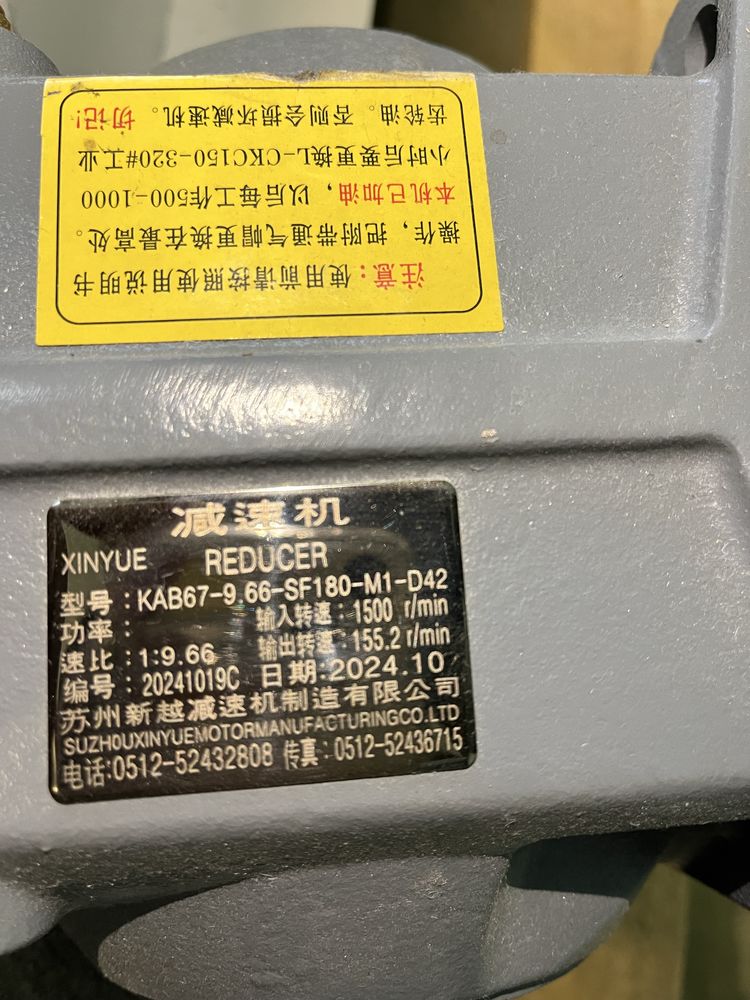 注意：使用前请按照使用说明书
操作，把附带通气帽更换在最高处。
本机已加油，以后每工作500-1000
小时后要更换L-CKC150-320#工业
齿轮油。否则会损坏减速机。切记!
减速机
XINYUE REDUCER
型号：KAB67-9.66-SF180-M1-D42
功率： 输入转速：1500 r/min
速比：1:9.66 输出转速：155.2 r/min
编号：20241019C 日期:2024.10
苏州新越减速机制造有限公司
SUZHOUXINYUEMOTORMANUFACTURINGCO.LTD
电话:0512-52432808 传真:0512-52436715